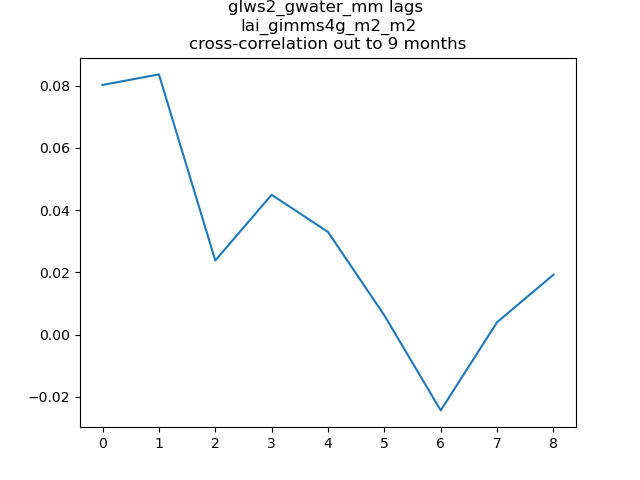 glws2_gwater_mm lags
lai_gimms4g_m2_m2
cross-correlation out to 9 months
0.08
0.06
0.04
0.02
0.00
−0.02
0 1 2 3 4 5 6 7 8